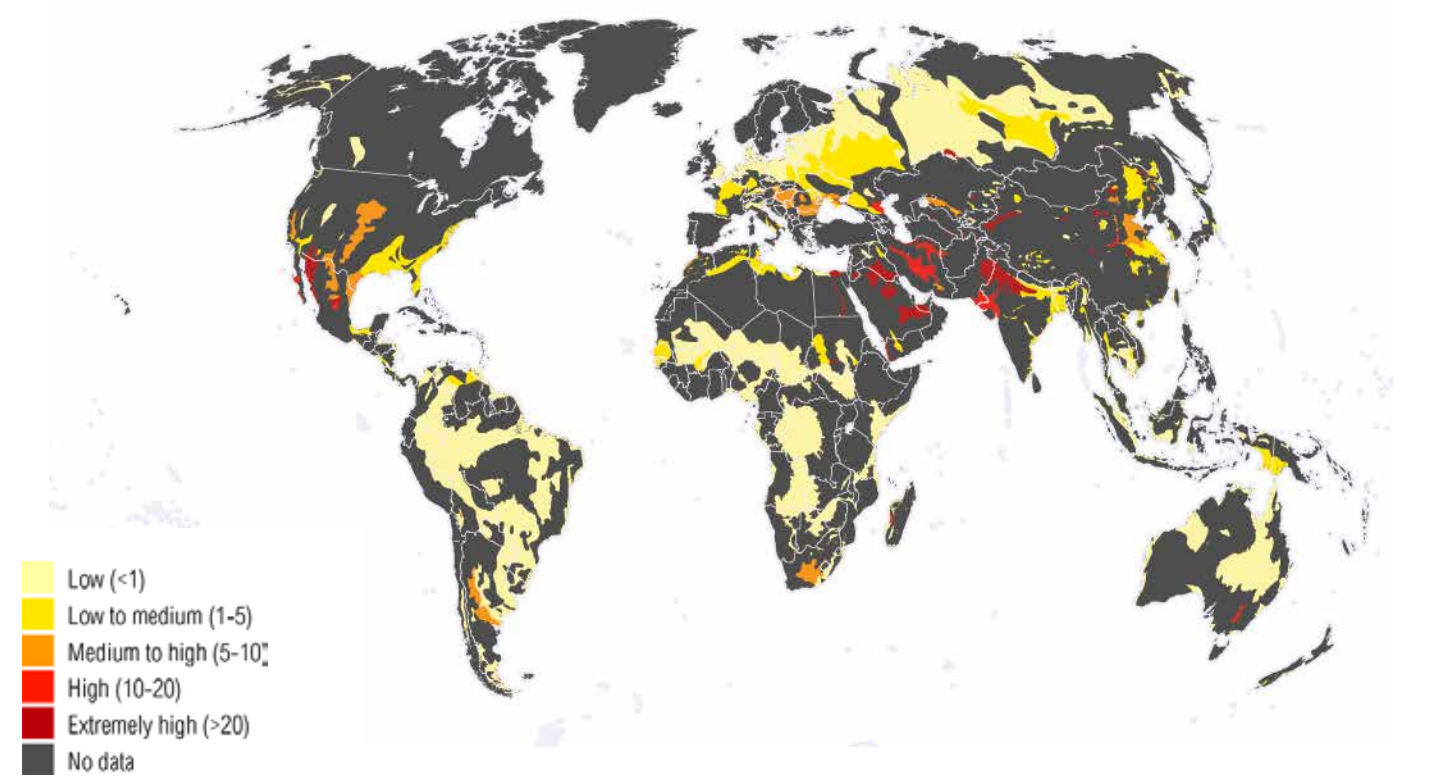 Low (<1)
Low to medium (1-5)
Medium to high (5-10"
High (10-20)
Extremely high (>20)
No data